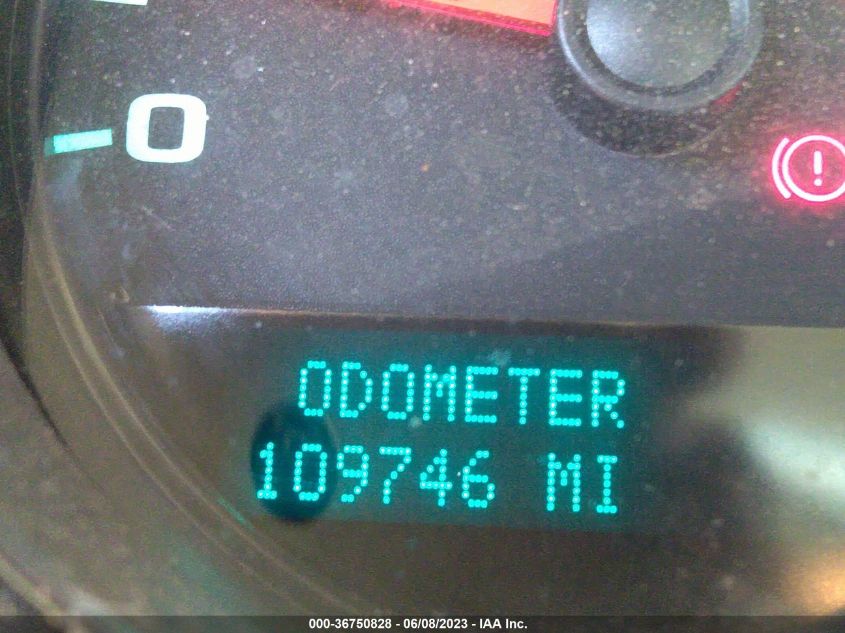 0
ODOMETER
109746 MI
000-36750828 - 06/08/2023 - IAA Inc.